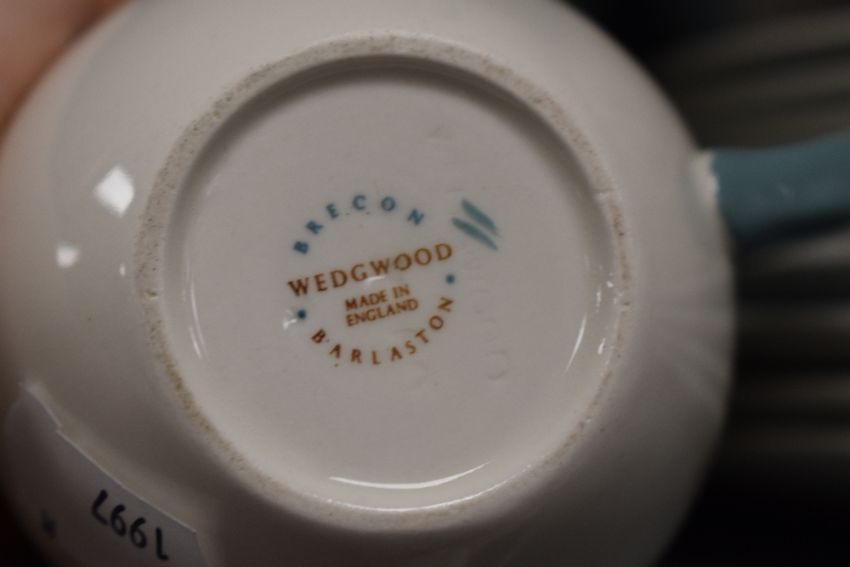 BRECON
WEDGWOOD
MADE IN
ENGLAND
BARLASTON
1997